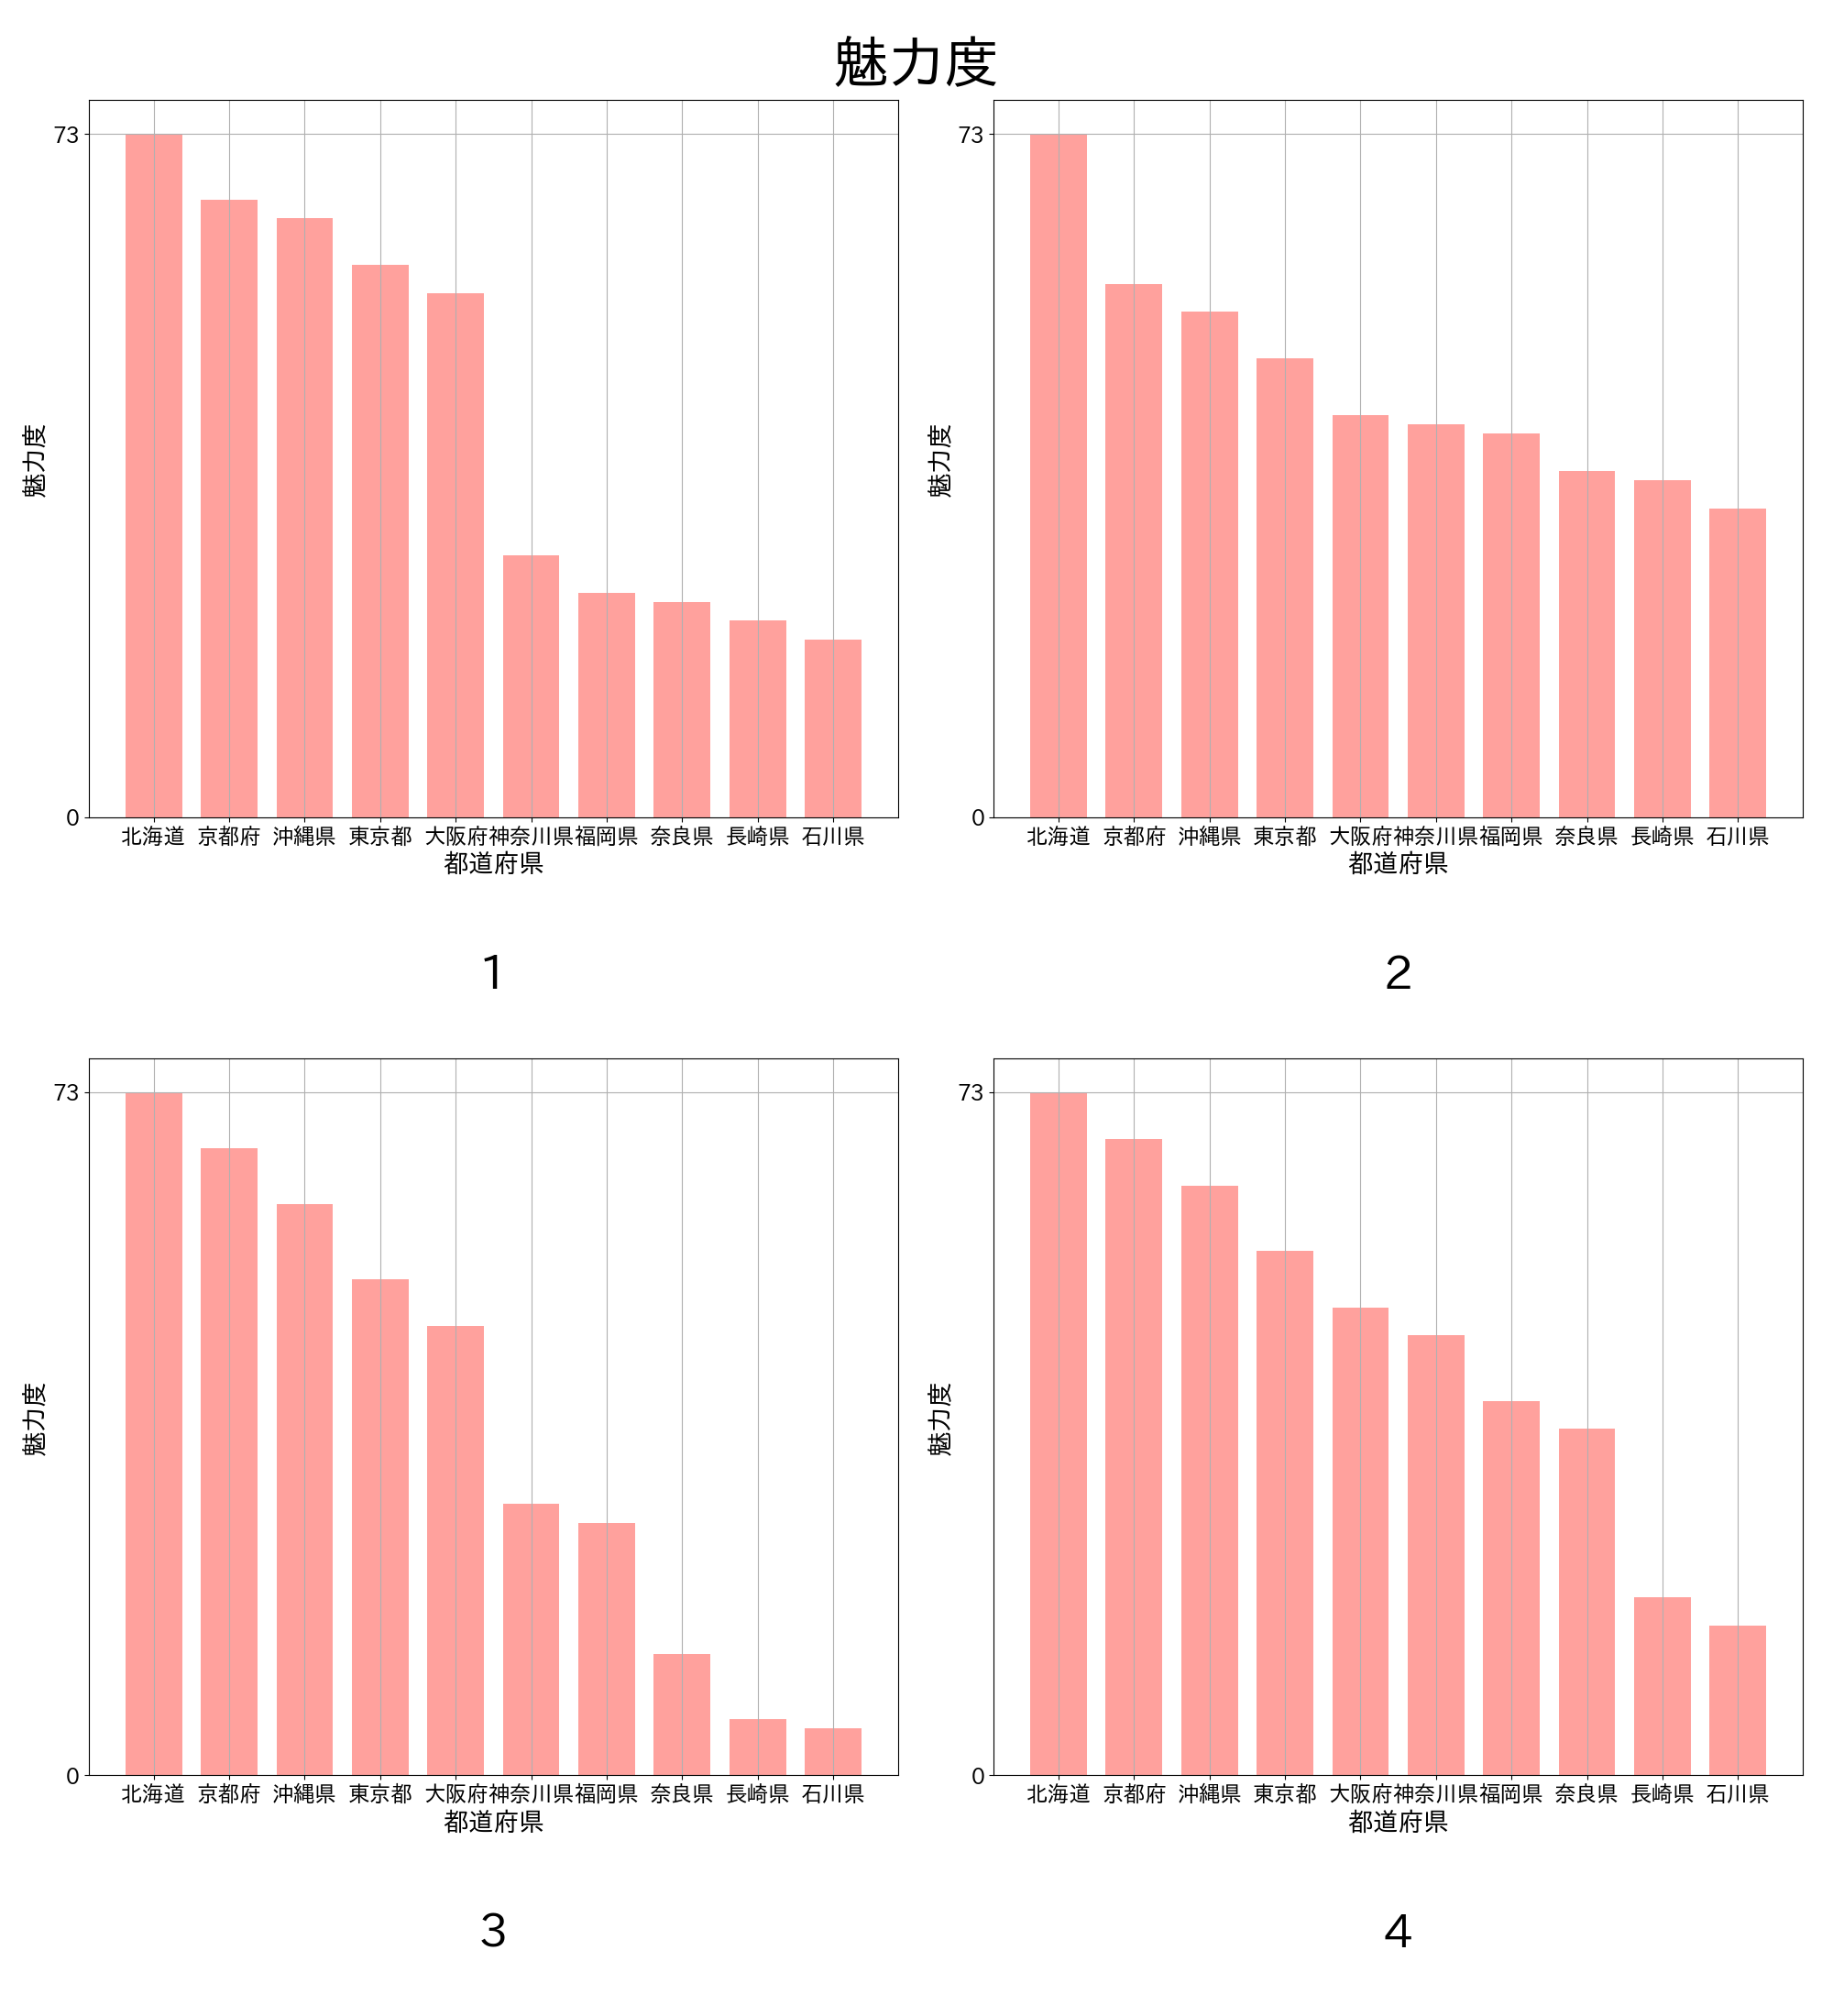 魅力度
73
魅力度
0
北海道 京都府 沖縄県 東京都 大阪府 神奈川県 福岡県 奈良県 長崎県 石川県
都道府県
1
73
魅力度
0
北海道 京都府 沖縄県 東京都 大阪府 神奈川県 福岡県 奈良県 長崎県 石川県
都道府県
2
73
魅力度
0
北海道 京都府 沖縄県 東京都 大阪府 神奈川県 福岡県 奈良県 長崎県 石川県
都道府県
3
73
魅力度
0
北海道 京都府 沖縄県 東京都 大阪府 神奈川県 福岡県 奈良県 長崎県 石川県
都道府県
4